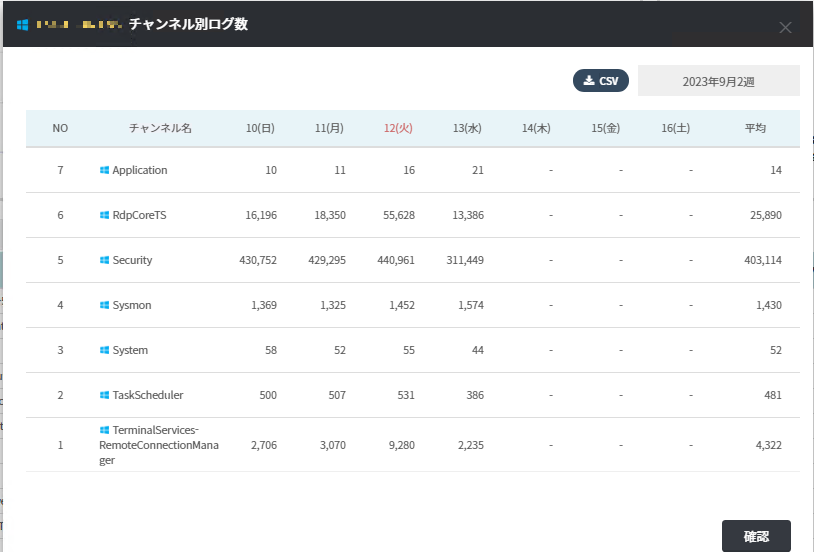 チャンネル別ログ数
CSV 2023年9月2週
NO チャンネル名 10(日) 11(月) 12(火) 13(水) 14(木) 15(金) 16(土) 平均
7 Application 10 11 16 21 - - - 14
6 RdpCoreTS 16,196 18,350 55,628 13,386 - - - 25,890
5 Security 430,752 429,295 440,961 311,449 - - - 403,114
4 Sysmon 1,369 1,325 1,452 1,574 - - - 1,430
3 System 58 52 55 44 - - - 52
2 TaskScheduler 500 507 531 386 - - - 481
TerminalServices-
1 RemoteConnectionMana 2,706 3,070 9,280 2,235 - - - 4,322
ger
確認